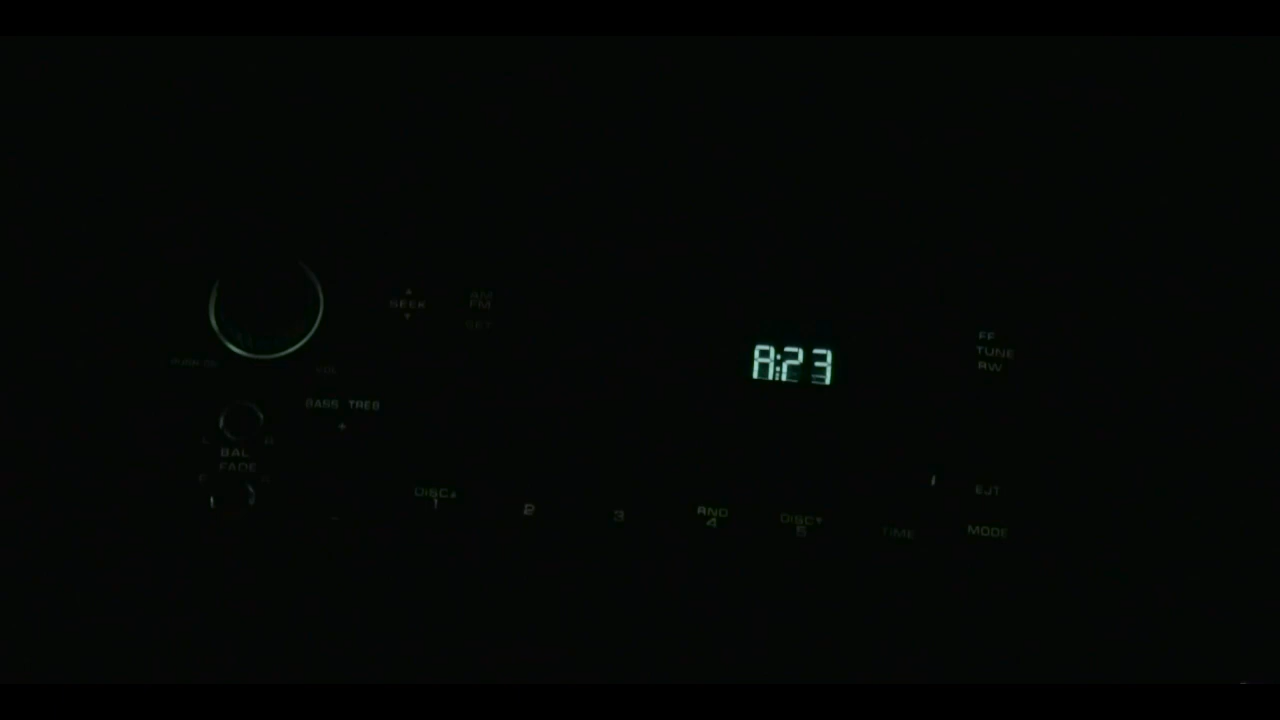 SEEK
AM
FM
SET
A:23
FF
TUNE
RW
BASS TREB
+
L R
BAL
FADE
DISC▲
1
2
3
RND
4
DISC▼
5
TIME
EJT
MODE